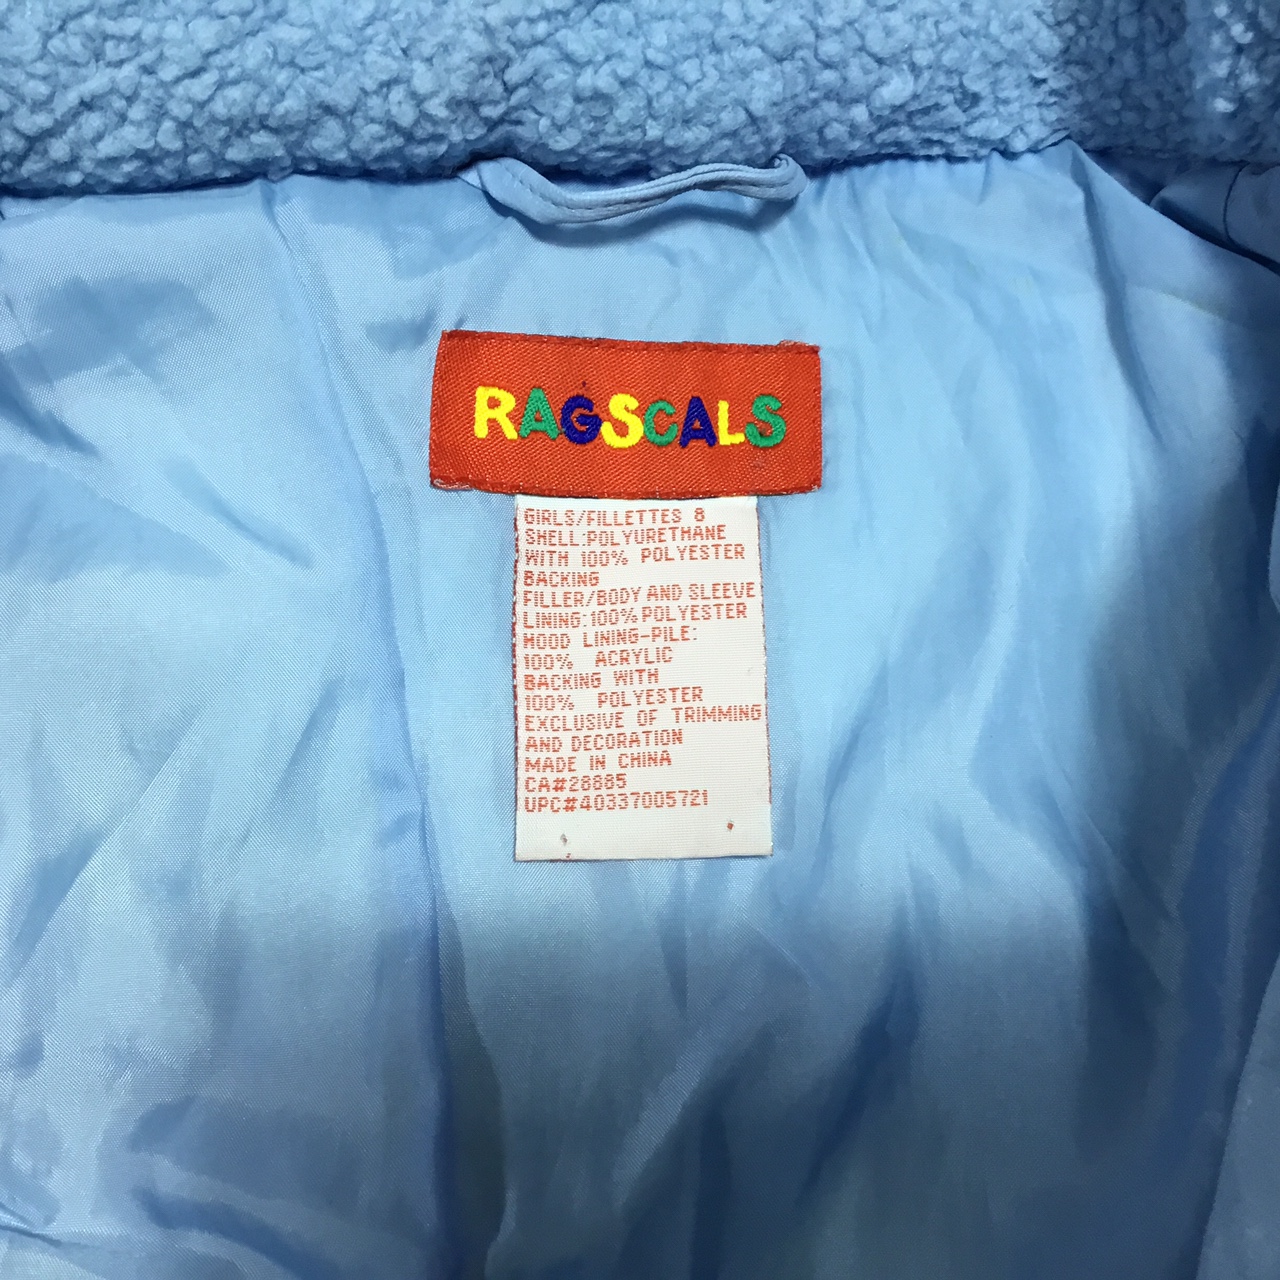 RAGSCALS
GIRLS/FILLETTES 8
SHELL:POLYURETHANE
WITH 100% POLYESTER
BACKING
FILLER/BODY AND SLEEVE
LINING:100% POLYESTER
HOOD LINING-PILE:
100% ACRYLIC
BACKING WITH
100% POLYESTER
EXCLUSIVE OF TRIMMING
AND DECORATION
MADE IN CHINA
CA#28885
UPC#40337005721